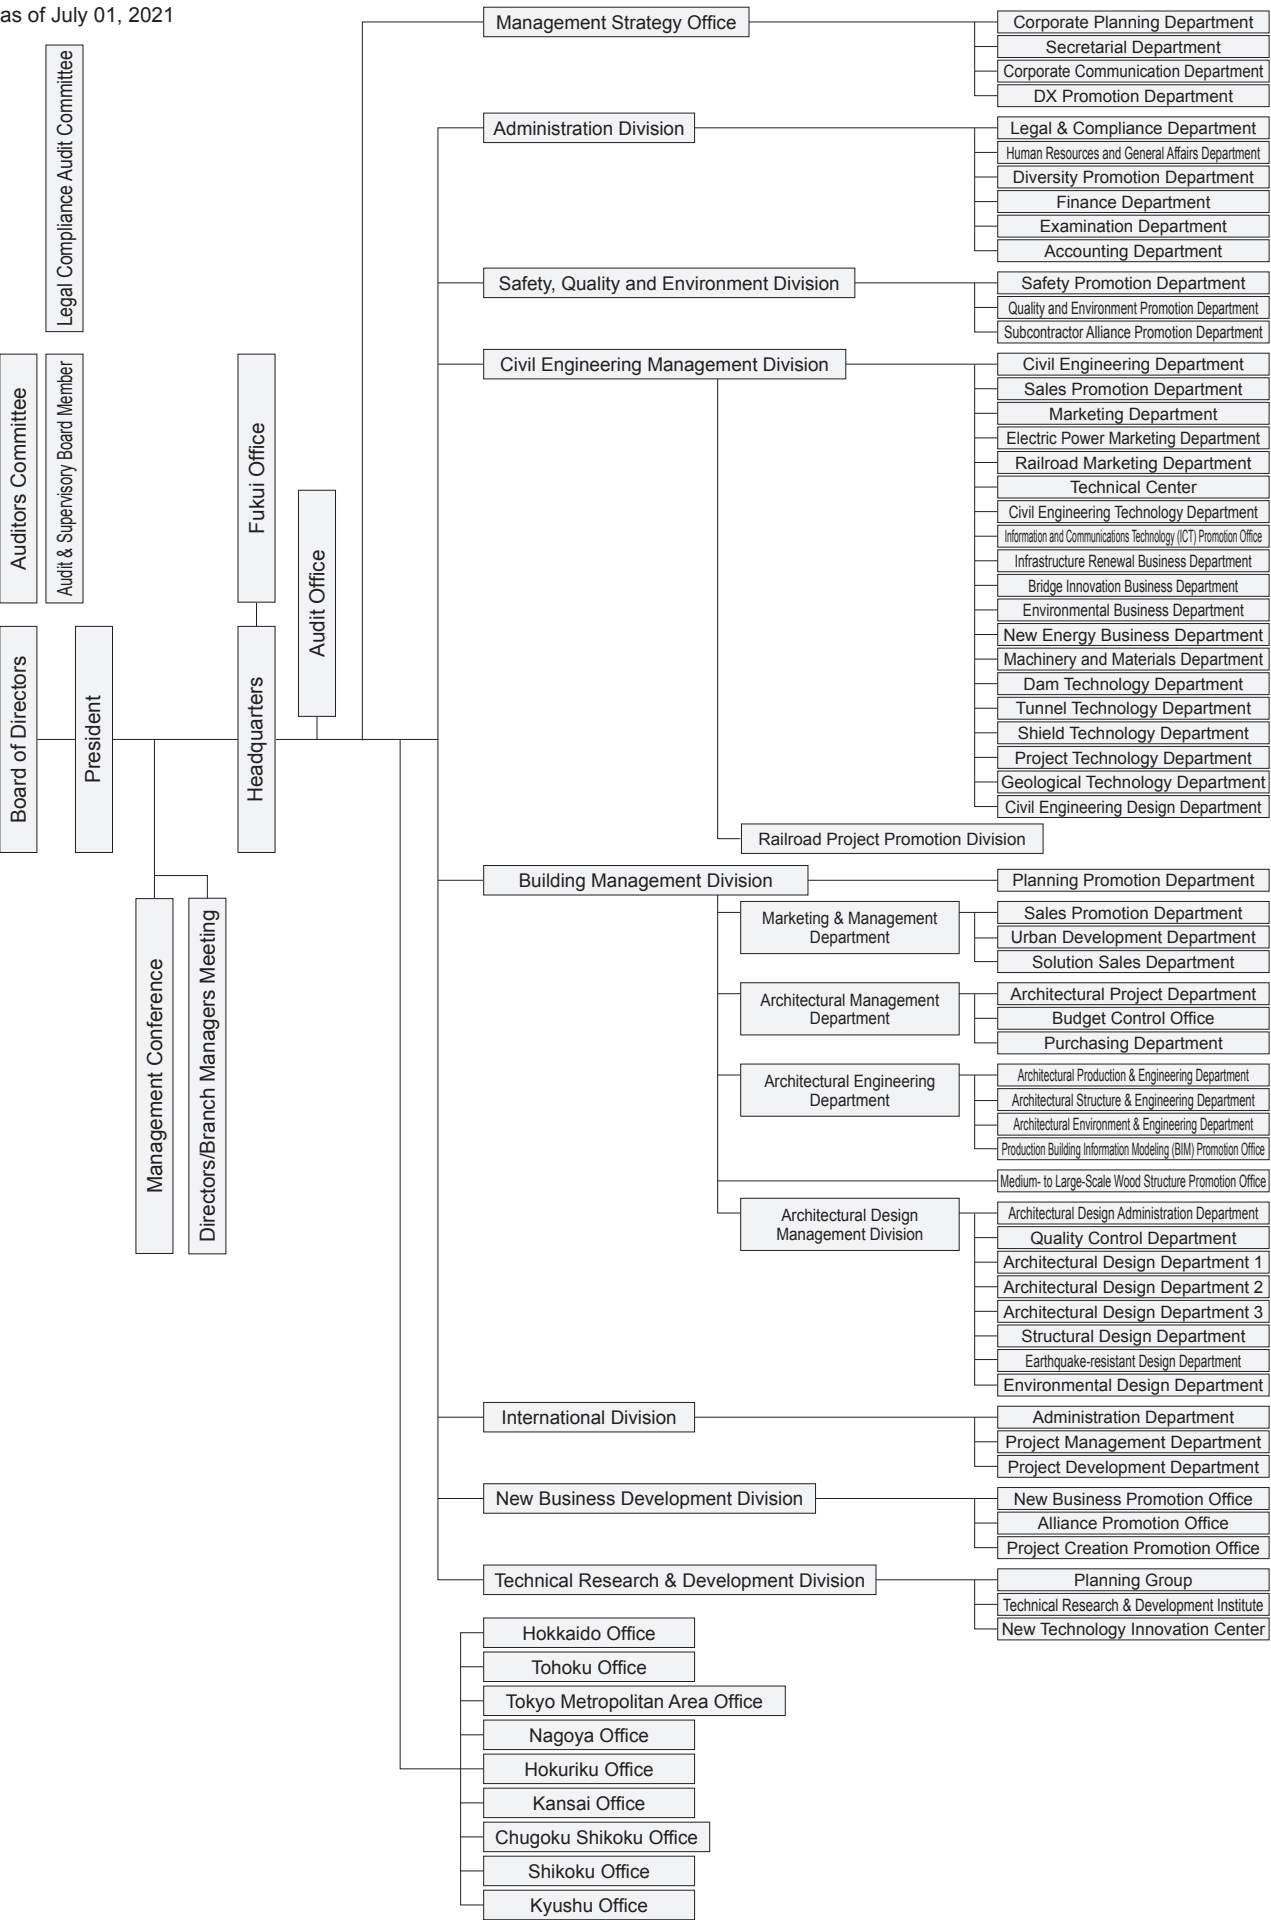 as of July 01, 2021
Legal Compliance Audit Committee
Auditors Committee
Audit & Supervisory Board Member
Board of Directors
President
Fukui Office
Headquarters
Audit Office
Management Conference
Directors/Branch Managers Meeting
Management Strategy Office
Corporate Planning Department
Secretarial Department
Corporate Communication Department
DX Promotion Department
Administration Division
Legal & Compliance Department
Human Resources and General Affairs Department
Diversity Promotion Department
Finance Department
Examination Department
Accounting Department
Safety, Quality and Environment Division
Safety Promotion Department
Quality and Environment Promotion Department
Subcontractor Alliance Promotion Department
Civil Engineering Management Division
Civil Engineering Department
Sales Promotion Department
Marketing Department
Electric Power Marketing Department
Railroad Marketing Department
Technical Center
Civil Engineering Technology Department
Information and Communications Technology (ICT) Promotion Office
Infrastructure Renewal Business Department
Bridge Innovation Business Department
Environmental Business Department
New Energy Business Department
Machinery and Materials Department
Dam Technology Department
Tunnel Technology Department
Shield Technology Department
Project Technology Department
Geological Technology Department
Civil Engineering Design Department
Railroad Project Promotion Division
Building Management Division
Planning Promotion Department
Marketing & Management
Department
Sales Promotion Department
Urban Development Department
Solution Sales Department
Architectural Management
Department
Architectural Project Department
Budget Control Office
Purchasing Department
Architectural Engineering
Department
Architectural Production & Engineering Department
Architectural Structure & Engineering Department
Architectural Environment & Engineering Department
Production Building Information Modeling (BIM) Promotion Office
Medium- to Large-Scale Wood Structure Promotion Office
Architectural Design
Management Division
Architectural Design Administration Department
Quality Control Department
Architectural Design Department 1
Architectural Design Department 2
Architectural Design Department 3
Structural Design Department
Earthquake-resistant Design Department
Environmental Design Department
International Division
Administration Department
Project Management Department
Project Development Department
New Business Development Division
New Business Promotion Office
Alliance Promotion Office
Project Creation Promotion Office
Technical Research & Development Division
Planning Group
Technical Research & Development Institute
New Technology Innovation Center
Hokkaido Office
Tohoku Office
Tokyo Metropolitan Area Office
Nagoya Office
Hokuriku Office
Kansai Office
Chugoku Shikoku Office
Shikoku Office
Kyushu Office